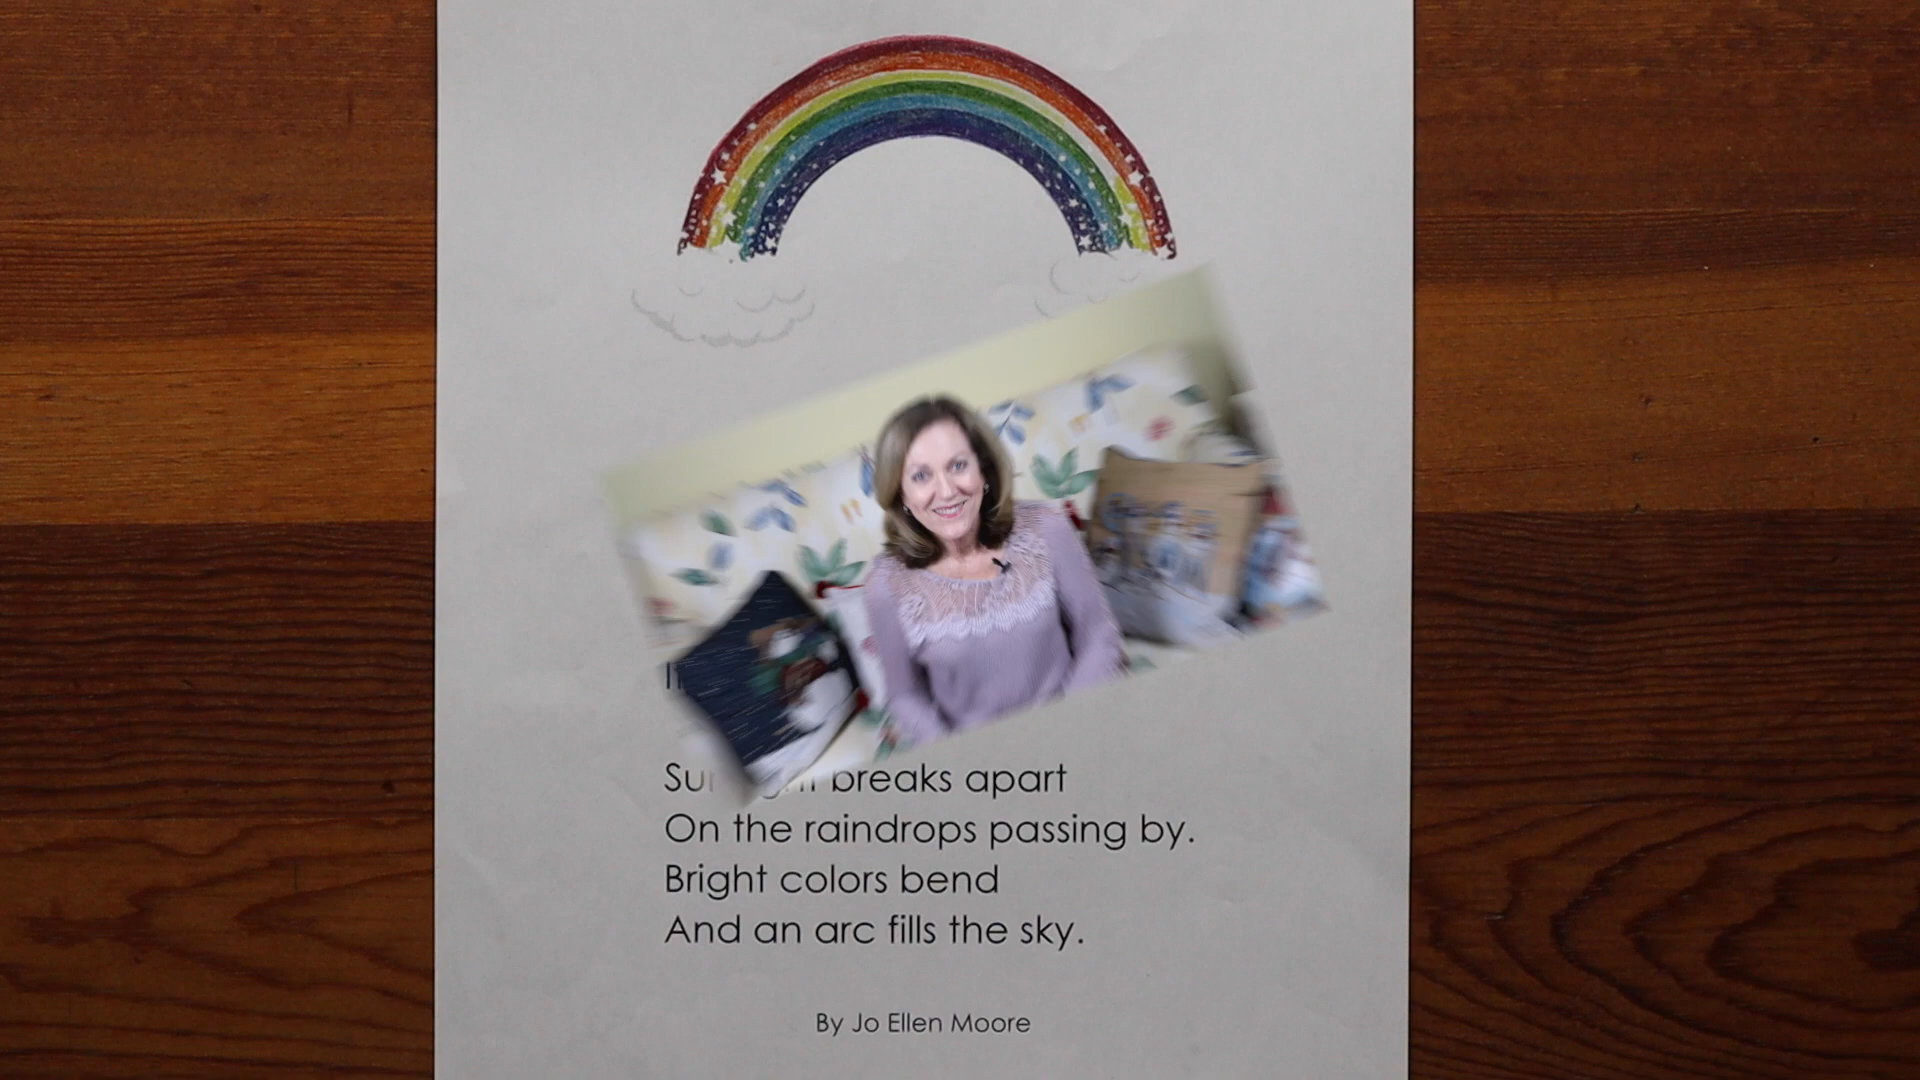 breaks apart
On the raindrops passing by.
Bright colors bend
And an arc fills the sky.
By Jo Ellen Moore